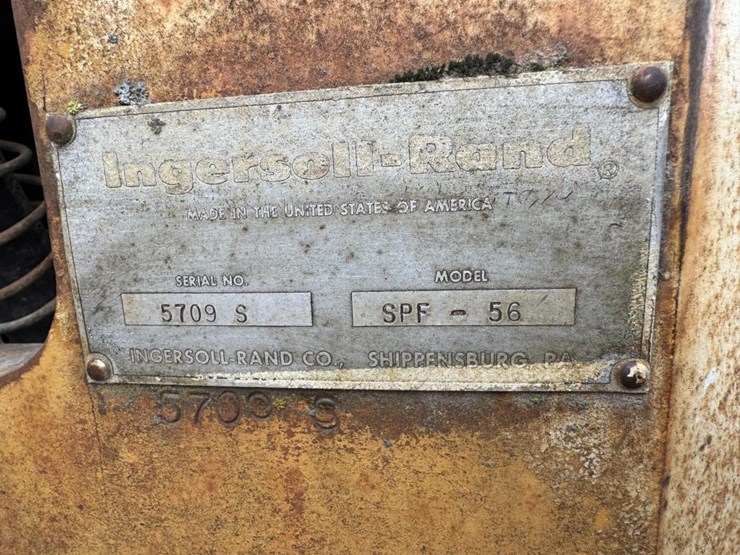 Ingersoll-Rand®
MADE IN THE UNITED STATES OF AMERICA
SERIAL NO. MODEL
5709 S SPF - 56
INGERSOLL-RAND CO., SHIPPENSBURG, PA.
5709 S